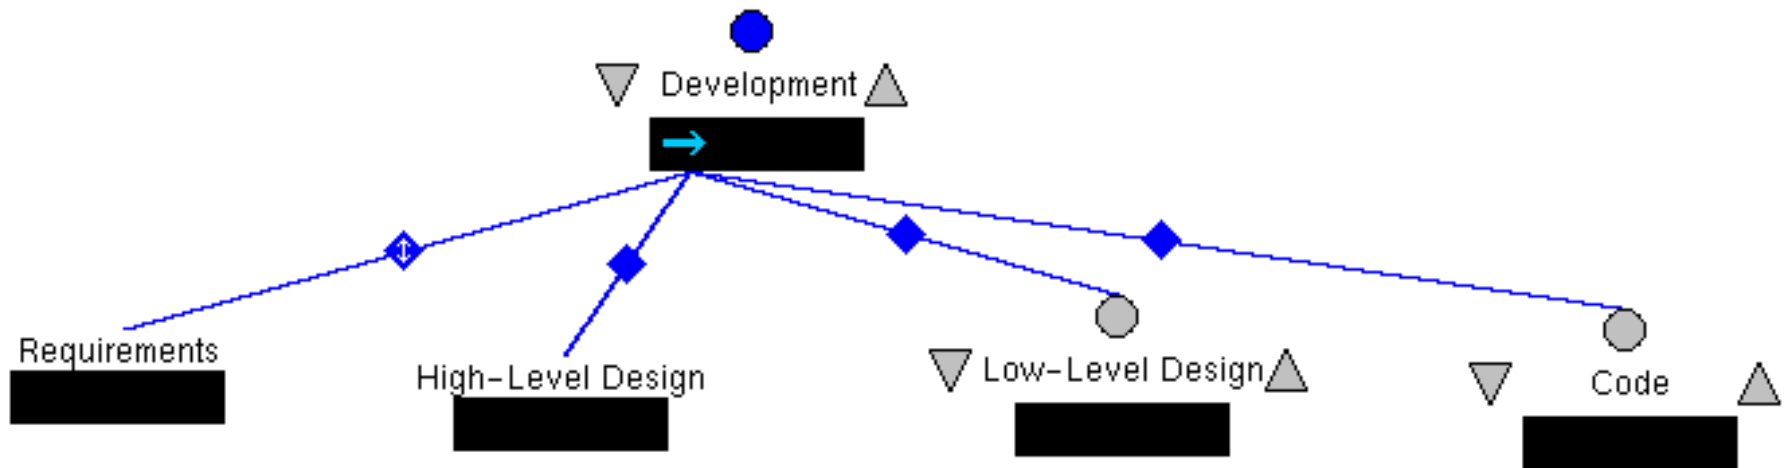 Development
Requirements
High-Level Design
Low-Level Design
Code